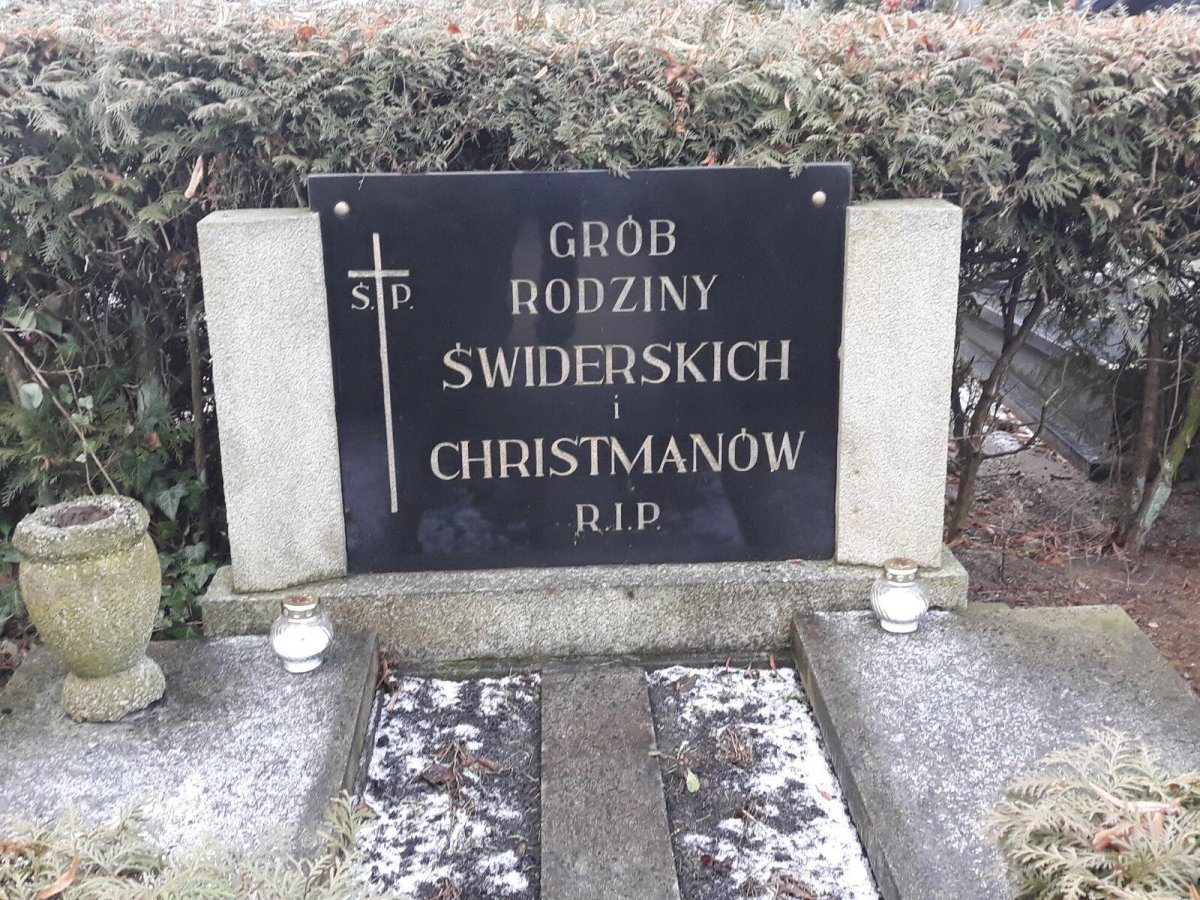 Ś.P.
GRÓB
RODZINY
ŚWIDERSKICH
i
CHRISTMANÓW
R.I.P.